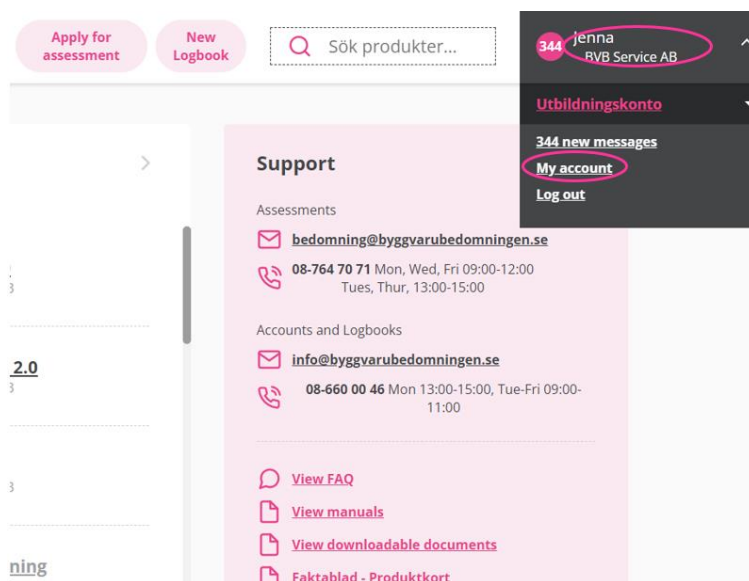 Apply for
assessment
New
Logbook
Sök produkter...
344
jenna
BVB Service AB
Utbildningskonto
344 new messages
My account
Log out
2.0
ning
Support
Assessments
bedomning@byggvarubedomningen.se
08-764 70 71 Mon, Wed, Fri 09:00-12:00
Tues, Thur, 13:00-15:00
Accounts and Logbooks
info@byggvarubedomningen.se
08-660 00 46 Mon 13:00-15:00, Tue-Fri 09:00-
11:00
View FAQ
View manuals
View downloadable documents
Faktablad - Produktkort